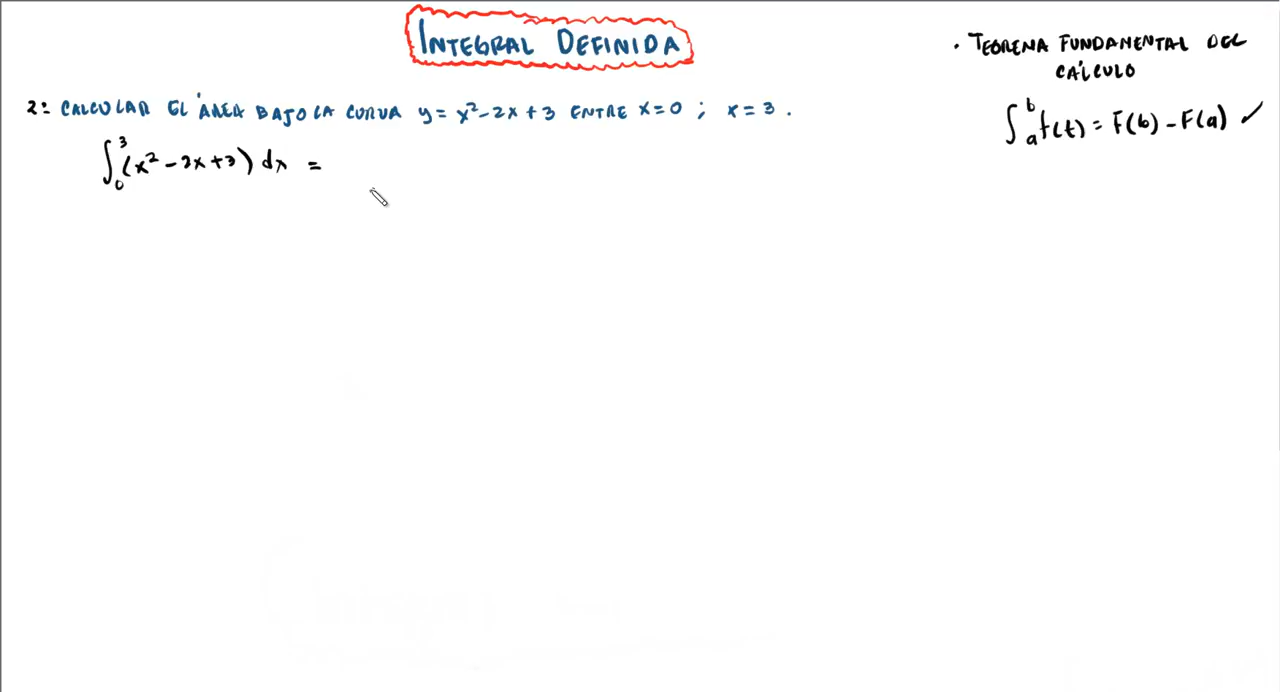 INTEGRAL DEFINIDA
· TEOREMA FUNDAMENTAL DEL
CÁLCULO
∫ₐᵇ f(t) = F(b) - F(a) ✓
2: CALCULAR EL ÁREA BAJO LA CURVA y = x² - 2x + 3 ENTRE x = 0 ; x = 3 .
∫₀³ (x² - 2x + 3) dx =